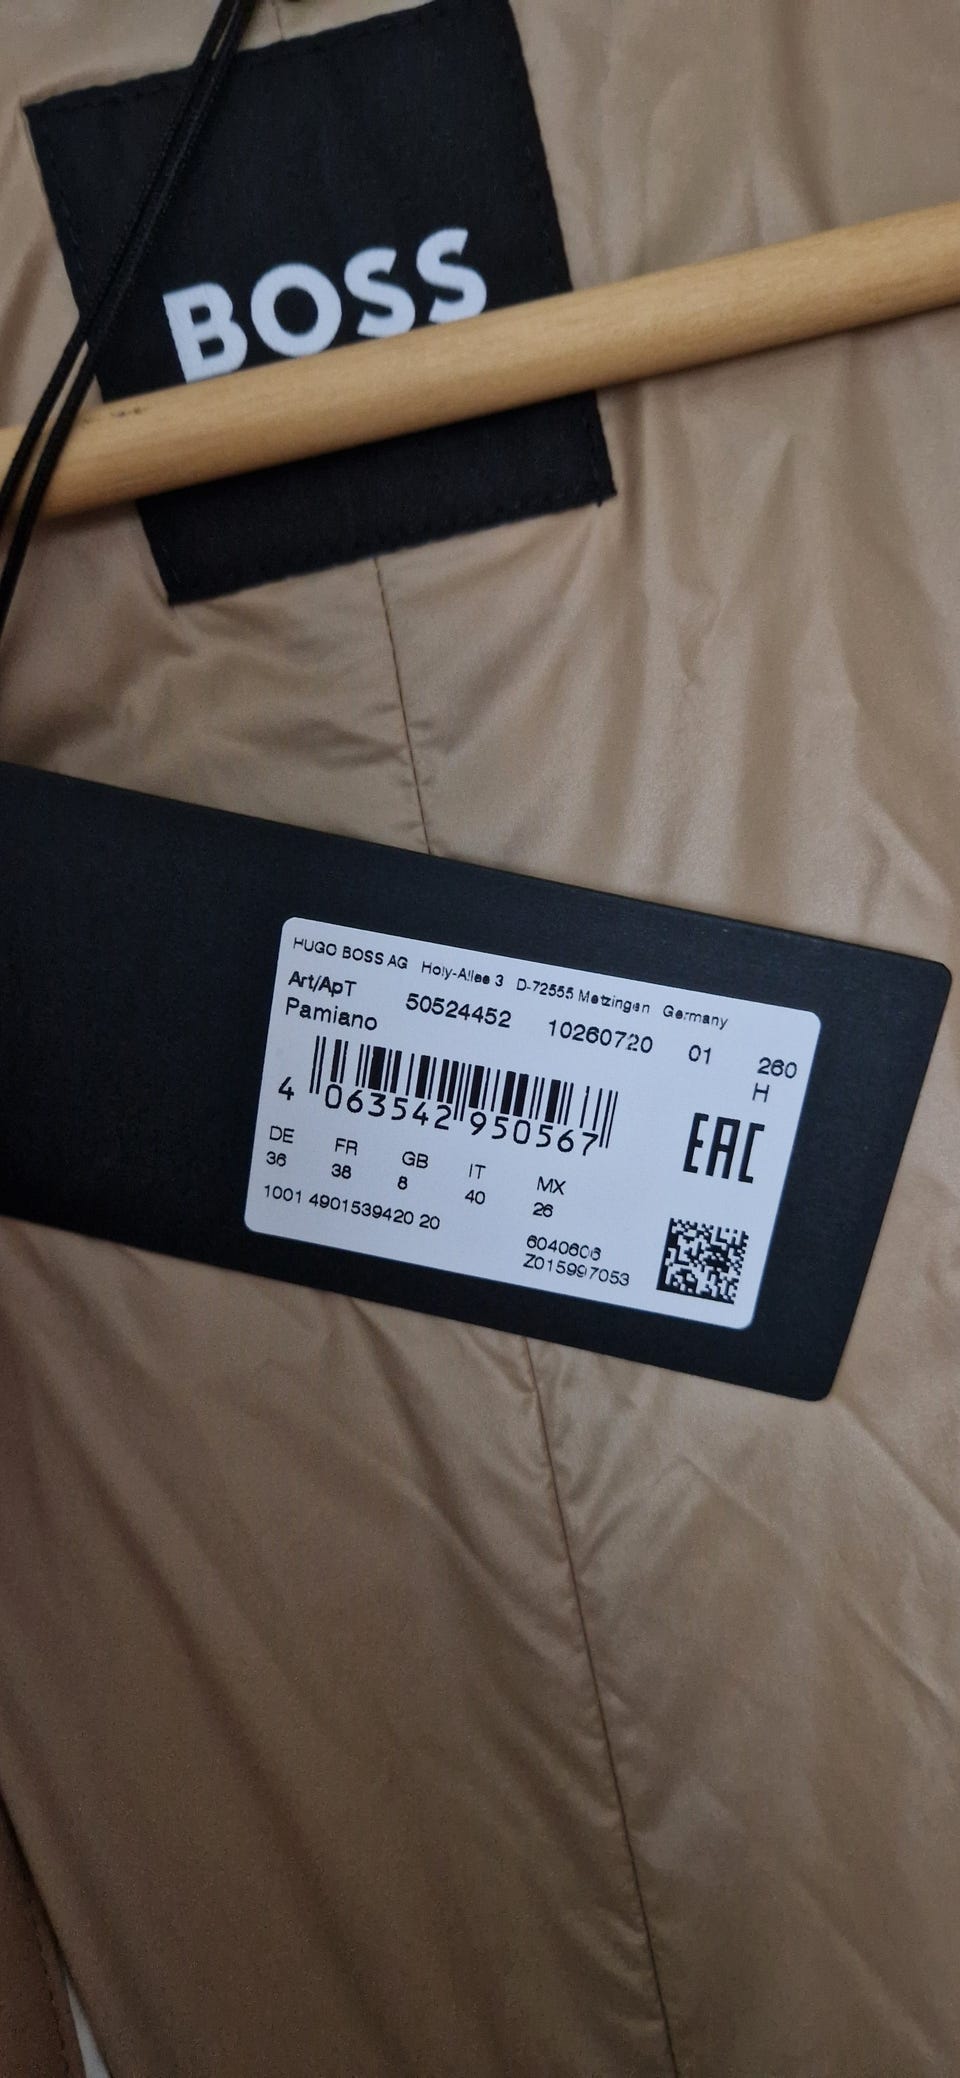 BOSS
HUGO BOSS AG Holy-Allee 3 D-72555 Metzingen Germany
Art/ApT 50524452 10260720 01 260
Pamiano H
4 063542 950567
EAC
DE FR GB IT MX
36 38 8 40 26
1001 4901539420 20
6040606
Z015997053